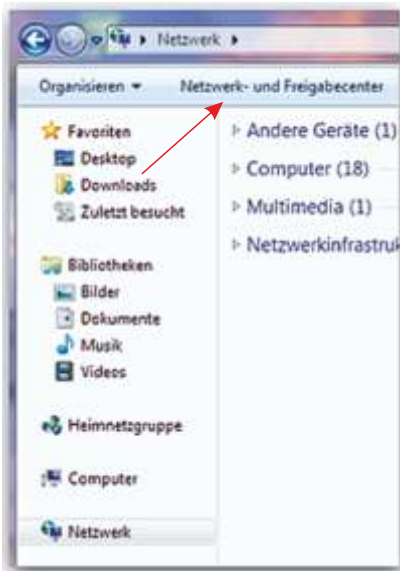 Netzwerk
Organisieren Netzwerk- und Freigabecenter
Favoriten
Desktop
Downloads
Zuletzt besucht
Bibliotheken
Bilder
Dokumente
Musik
Videos
Heimnetzgruppe
Computer
Netzwerk
Andere Geräte (1)
Computer (18)
Multimedia (1)
Netzwerkinfrastruk